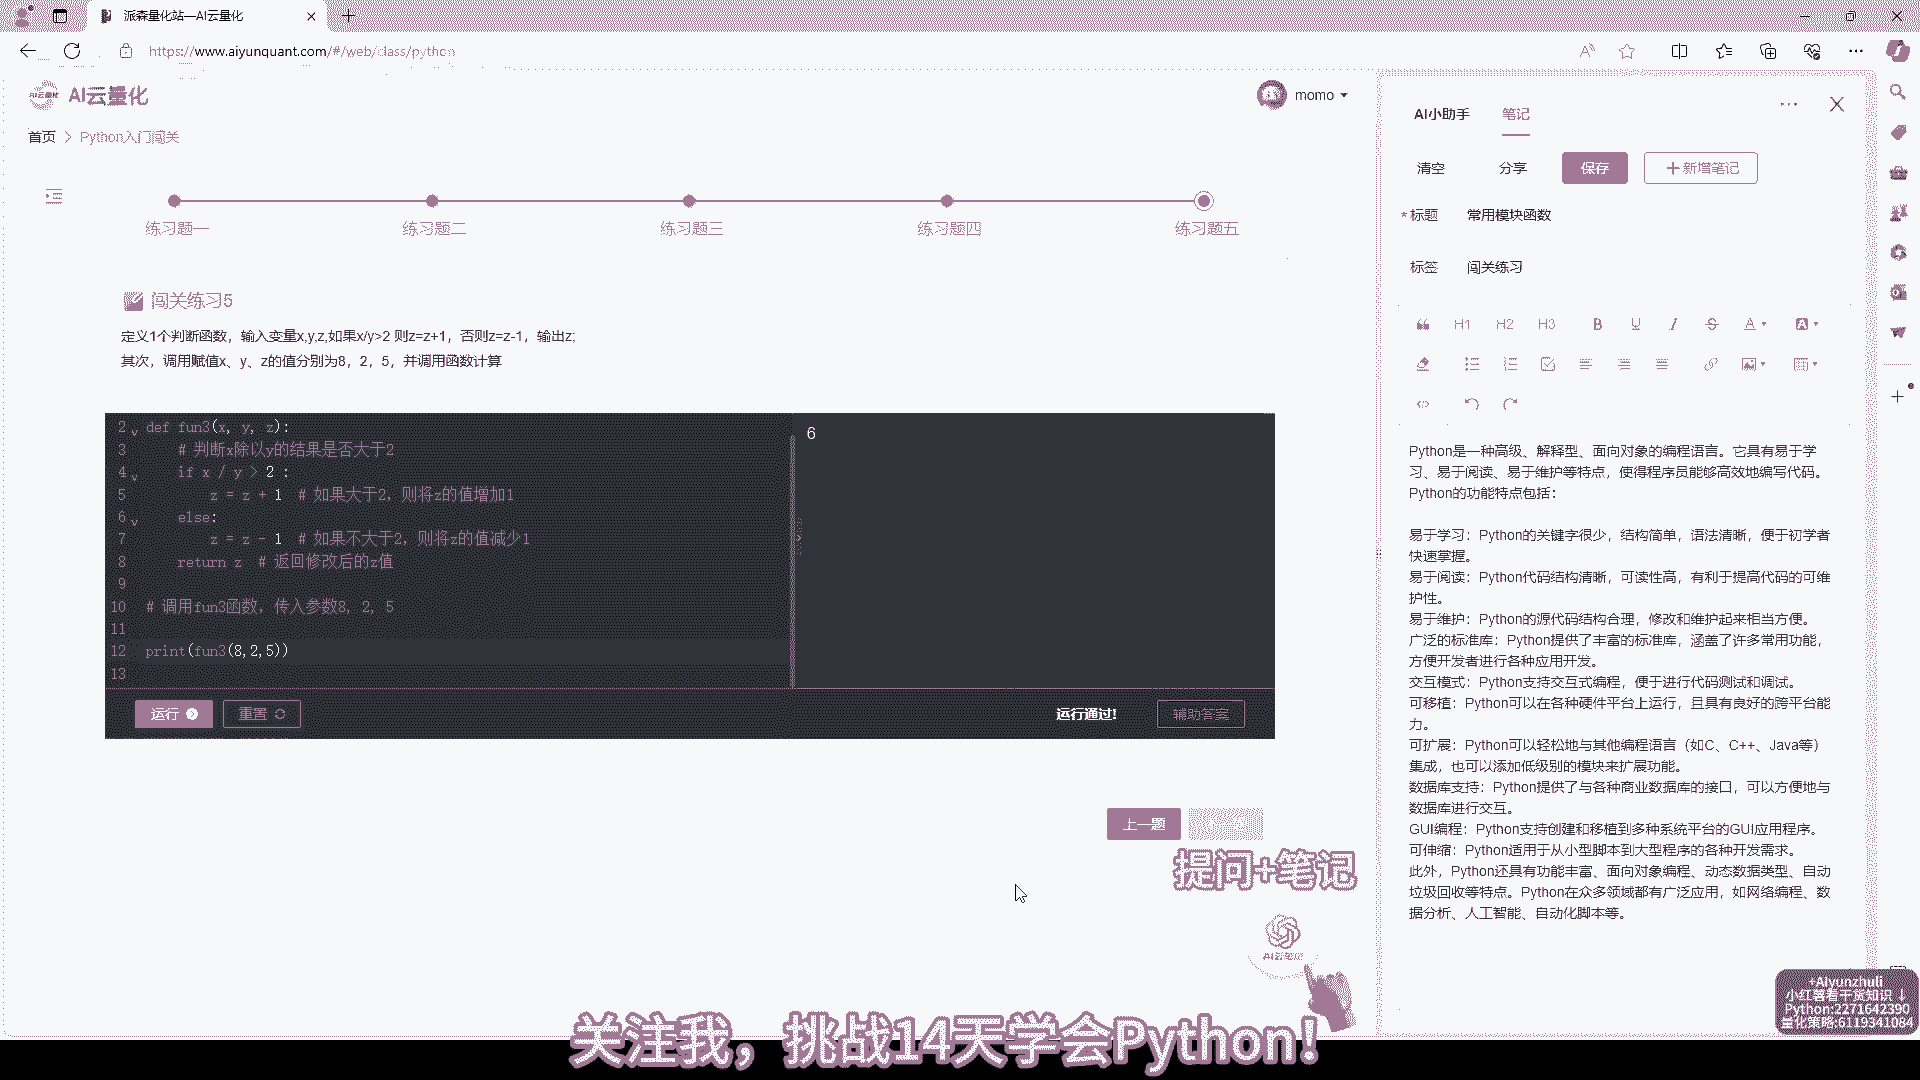 派森量化站—AI云量化
https://www.aiyunquant.com/#/web/class/python
AI云量化
AI云量化
momo
首页 > Python入门闯关
练习题一
练习题二
练习题三
练习题四
练习题五
闯关练习5
定义1个判断函数，输入变量x,y,z,如果x/y>2 则z=z+1，否则z=z-1，输出z;
其次，调用赋值x、y、z的值分别为8，2，5，并调用函数计算
2 def fun3(x, y, z):
3 # 判断x除以y的结果是否大于2
4 if x / y > 2 :
5 z = z + 1 # 如果大于2，则将z的值增加1
6 else:
7 z = z - 1 # 如果不大于2，则将z的值减少1
8 return z # 返回修改后的z值
9
10 # 调用fun3函数，传入参数8, 2, 5
11
12 print(fun3(8,2,5))
13
6
运行
重置
运行通过!
辅助答案
上一题
提问+笔记
AI云笔记
AI小助手
笔记
清空
分享
保存
+新增笔记
*标题 常用模块函数
标签 闯关练习
H1 H2 H3 B U I S A A
Python是一种高级、解释型、面向对象的编程语言。它具有易于学
习、易于阅读、易于维护等特点，使得程序员能够高效地编写代码。
Python的功能特点包括：
易于学习：Python的关键字很少，结构简单，语法清晰，便于初学者
快速掌握。
易于阅读：Python代码结构清晰，可读性高，有利于提高代码的可维
护性。
易于维护：Python的源代码结构合理，修改和维护起来相当方便。
广泛的标准库：Python提供了丰富的标准库，涵盖了许多常用功能，
方便开发者进行各种应用开发。
交互模式：Python支持交互式编程，便于进行代码测试和调试。
可移植：Python可以在各种硬件平台上运行，且具有良好的跨平台能
力。
可扩展：Python可以轻松地与其他编程语言（如C、C++、Java等）
集成，也可以添加低级别的模块来扩展功能。
数据库支持：Python提供了与各种商业数据库的接口，可以方便地与
数据库进行交互。
GUI编程：Python支持创建和移植到多种系统平台的GUI应用程序。
可伸缩：Python适用于从小型脚本到大型程序的各种开发需求。
此外，Python还具有功能丰富、面向对象编程、动态数据类型、自动
垃圾回收等特点。Python在众多领域都有广泛应用，如网络编程、数
据分析、人工智能、自动化脚本等。
+Aiyunzhuli
小红薯看干货知识↓
Python:2271642390
量化策略:6119341084
关注我，挑战14天学会Python！